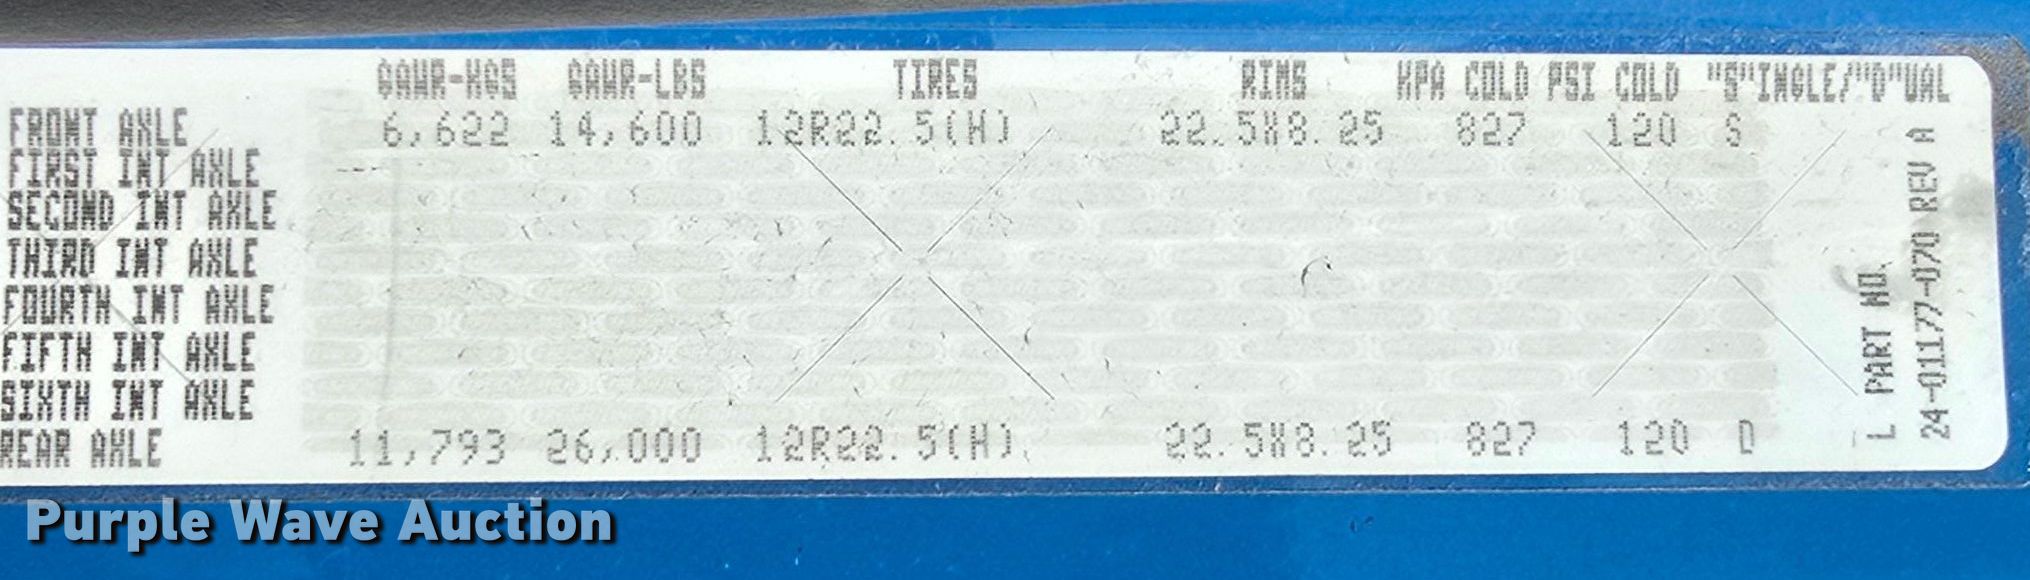 GAWR-KGS GAWR-LBS TIRES RIMS KPA COLD PSI COLD "S"INGLE/"D"UAL
FRONT AXLE 6,622 14,600 12R22.5(H) 22.5X8.25 827 120 S
FIRST INT AXLE
SECOND INT AXLE
THIRD INT AXLE
FOURTH INT AXLE
FIFTH INT AXLE
SIXTH INT AXLE
REAR AXLE 11,793 26,000 12R22.5(H) 22.5X8.25 827 120 D
L PART NO.
24-01177-070 REV A
Purple Wave Auction